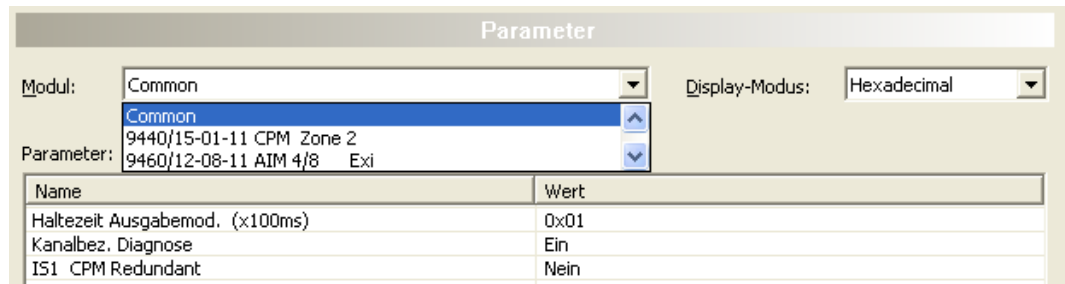 Parameter
Modul: Common Display-Modus: Hexadecimal
Common
9440/15-01-11 CPM Zone 2
Parameter: 9460/12-08-11 AIM 4/8 Exi
Name Wert
Haltezeit Ausgabemod. (x100ms) 0x01
Kanalbez. Diagnose Ein
IS1 CPM Redundant Nein